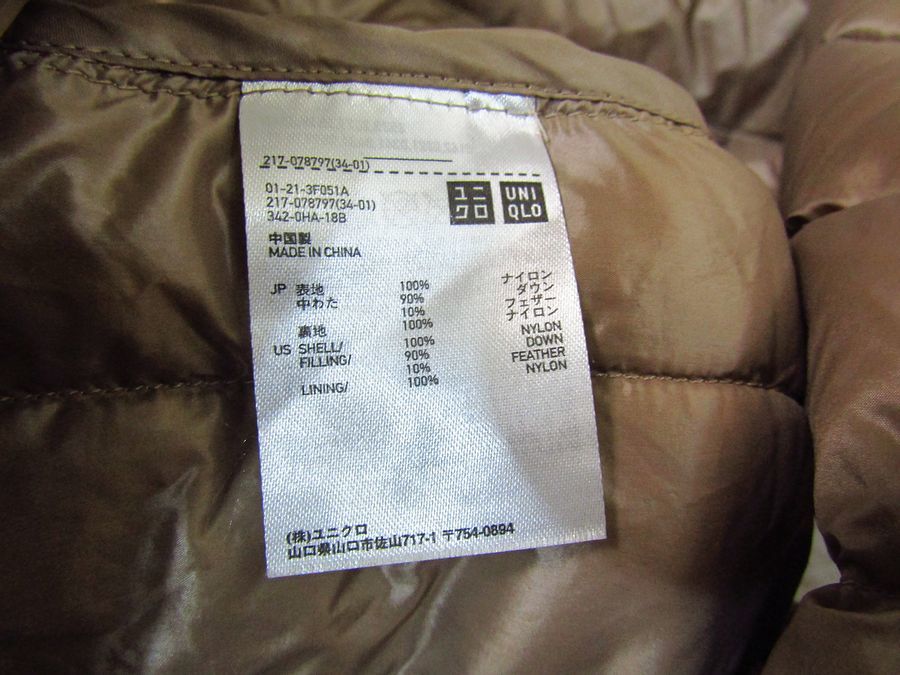 217-078797(34-01)
01-21-3F051A
217-078797(34-01)
342-0HA-18B
ユニクロ
UNIQLO
中国製
MADE IN CHINA
JP 表地 100% ナイロン
中わた 90% ダウン
10% フェザー
裏地 100% ナイロン
US SHELL/ 100% NYLON
FILLING/ 90% DOWN
10% FEATHER
LINING/ 100% NYLON
(株)ユニクロ
山口県山口市佐山717-1 〒754-0894